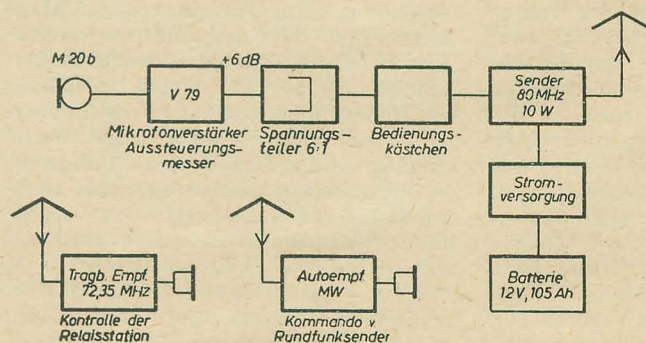 M 20 b
V 79
+6 dB
Mikrofonverstärker
Aussteuerungs-
messer
Spannungs-
teiler 6:1
Bedienungs-
kästchen
Sender
80 MHz
10 W
Strom-
versorgung
Batterie
12 V, 105 Ah
Tragb. Empf.
72,35 MHz
Kontrolle der
Relaisstation
Autoempf.
MW
Kommando v.
Rundfunksender